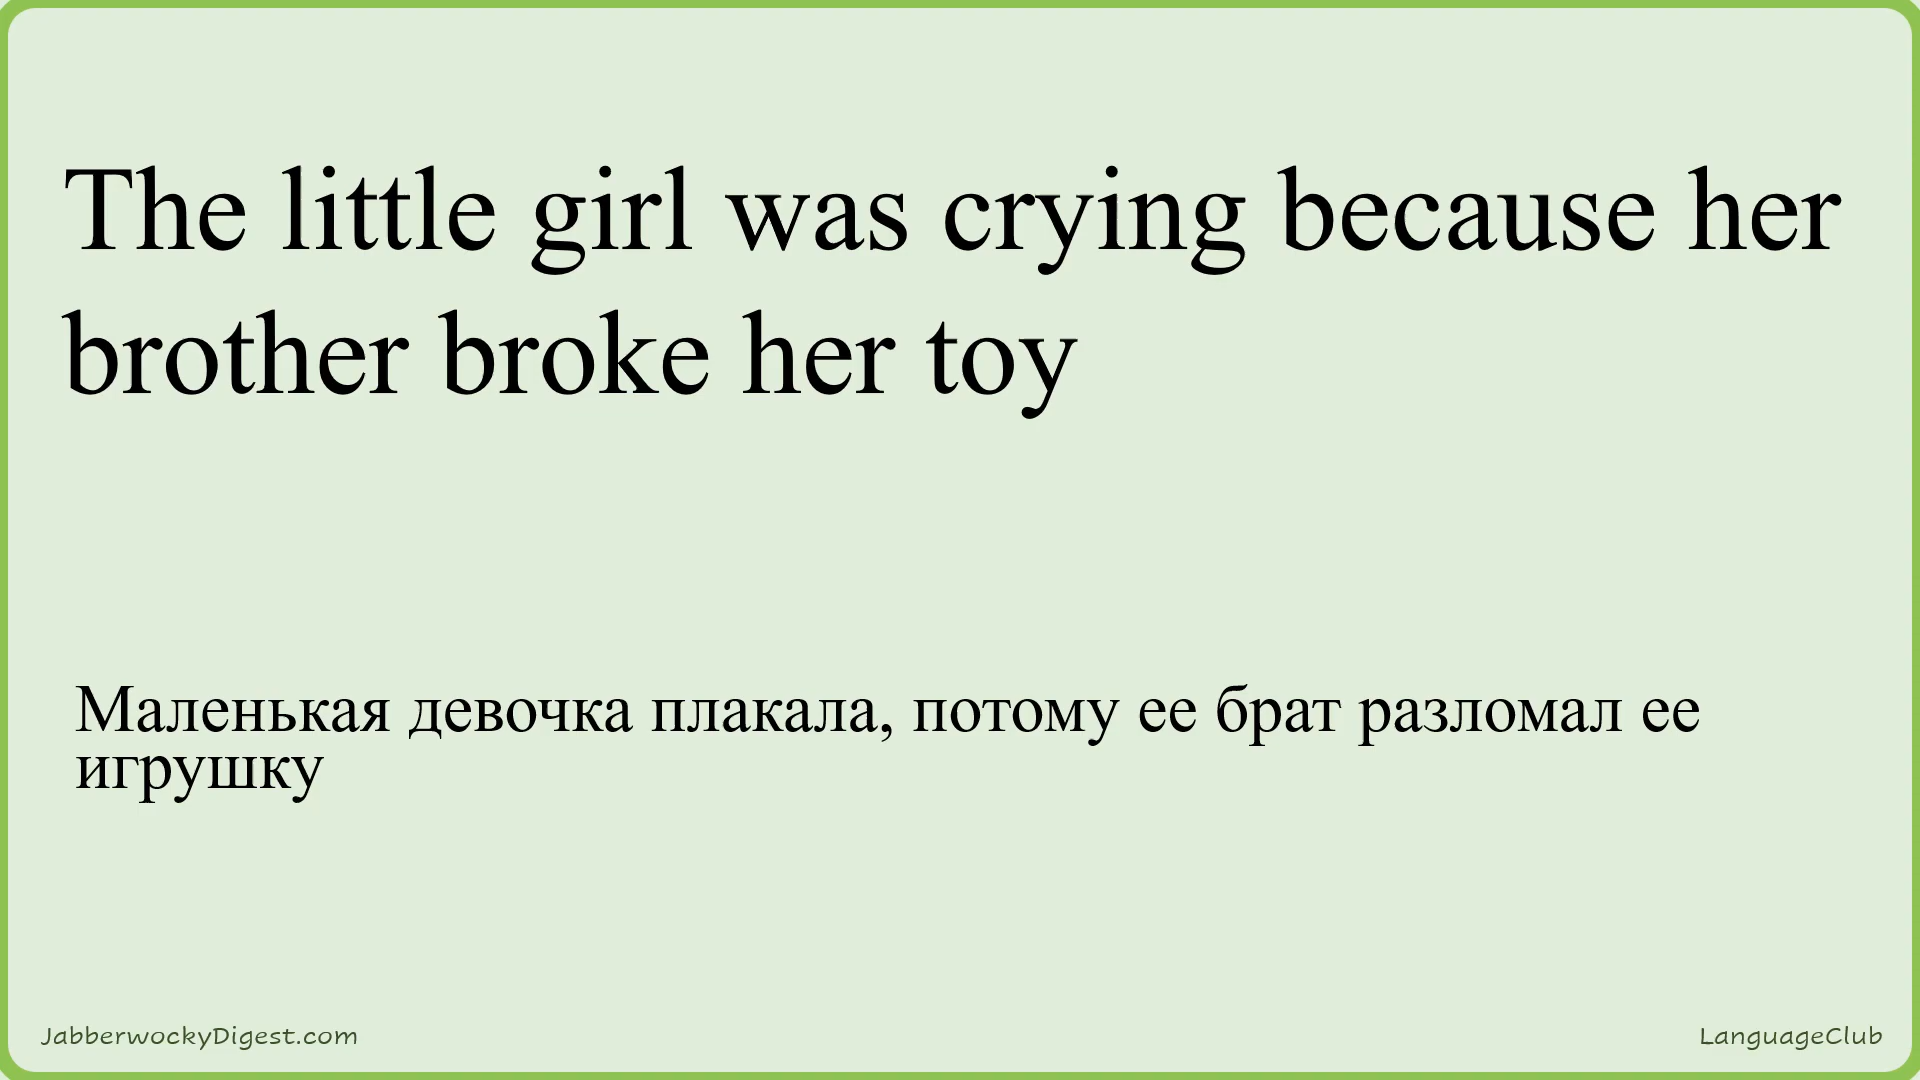 The little girl was crying because her
brother broke her toy
Маленькая девочка плакала, потому ее брат разломал ее
игрушку
JabberwockyDigest.com
LanguageClub